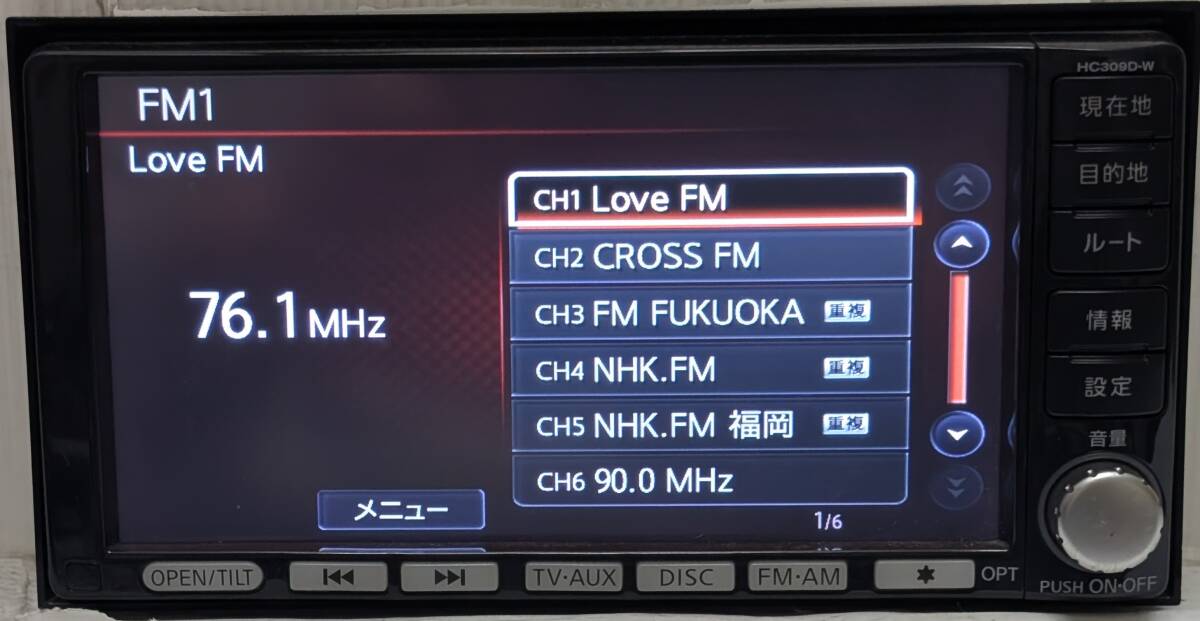 HC309D-W
FM1
Love FM
76.1MHz
CH1 Love FM
CH2 CROSS FM
CH3 FM FUKUOKA 重複
CH4 NHK.FM 重複
CH5 NHK.FM 福岡 重複
CH6 90.0 MHz
メニュー
1/6
現在地
目的地
ルート
情報
設定
音量
OPEN/TILT
TV·AUX
DISC
FM·AM
OPT
PUSH ON·OFF